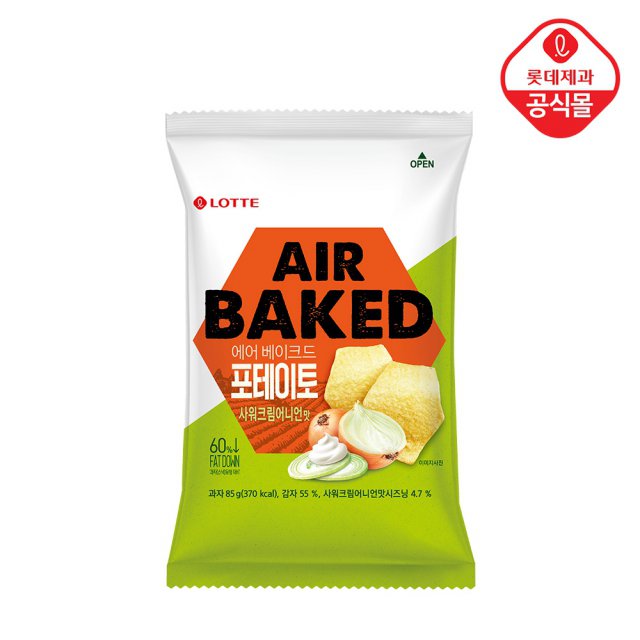 롯데제과
공식몰
OPEN
LOTTE
AIR
BAKED
에어 베이크드
포테이토
사워크림어니언맛
60%↓
FAT DOWN
이미지사진
과자 85 g(370 kcal), 감자 55 %, 사워크림어니언맛시즈닝 4.7 %